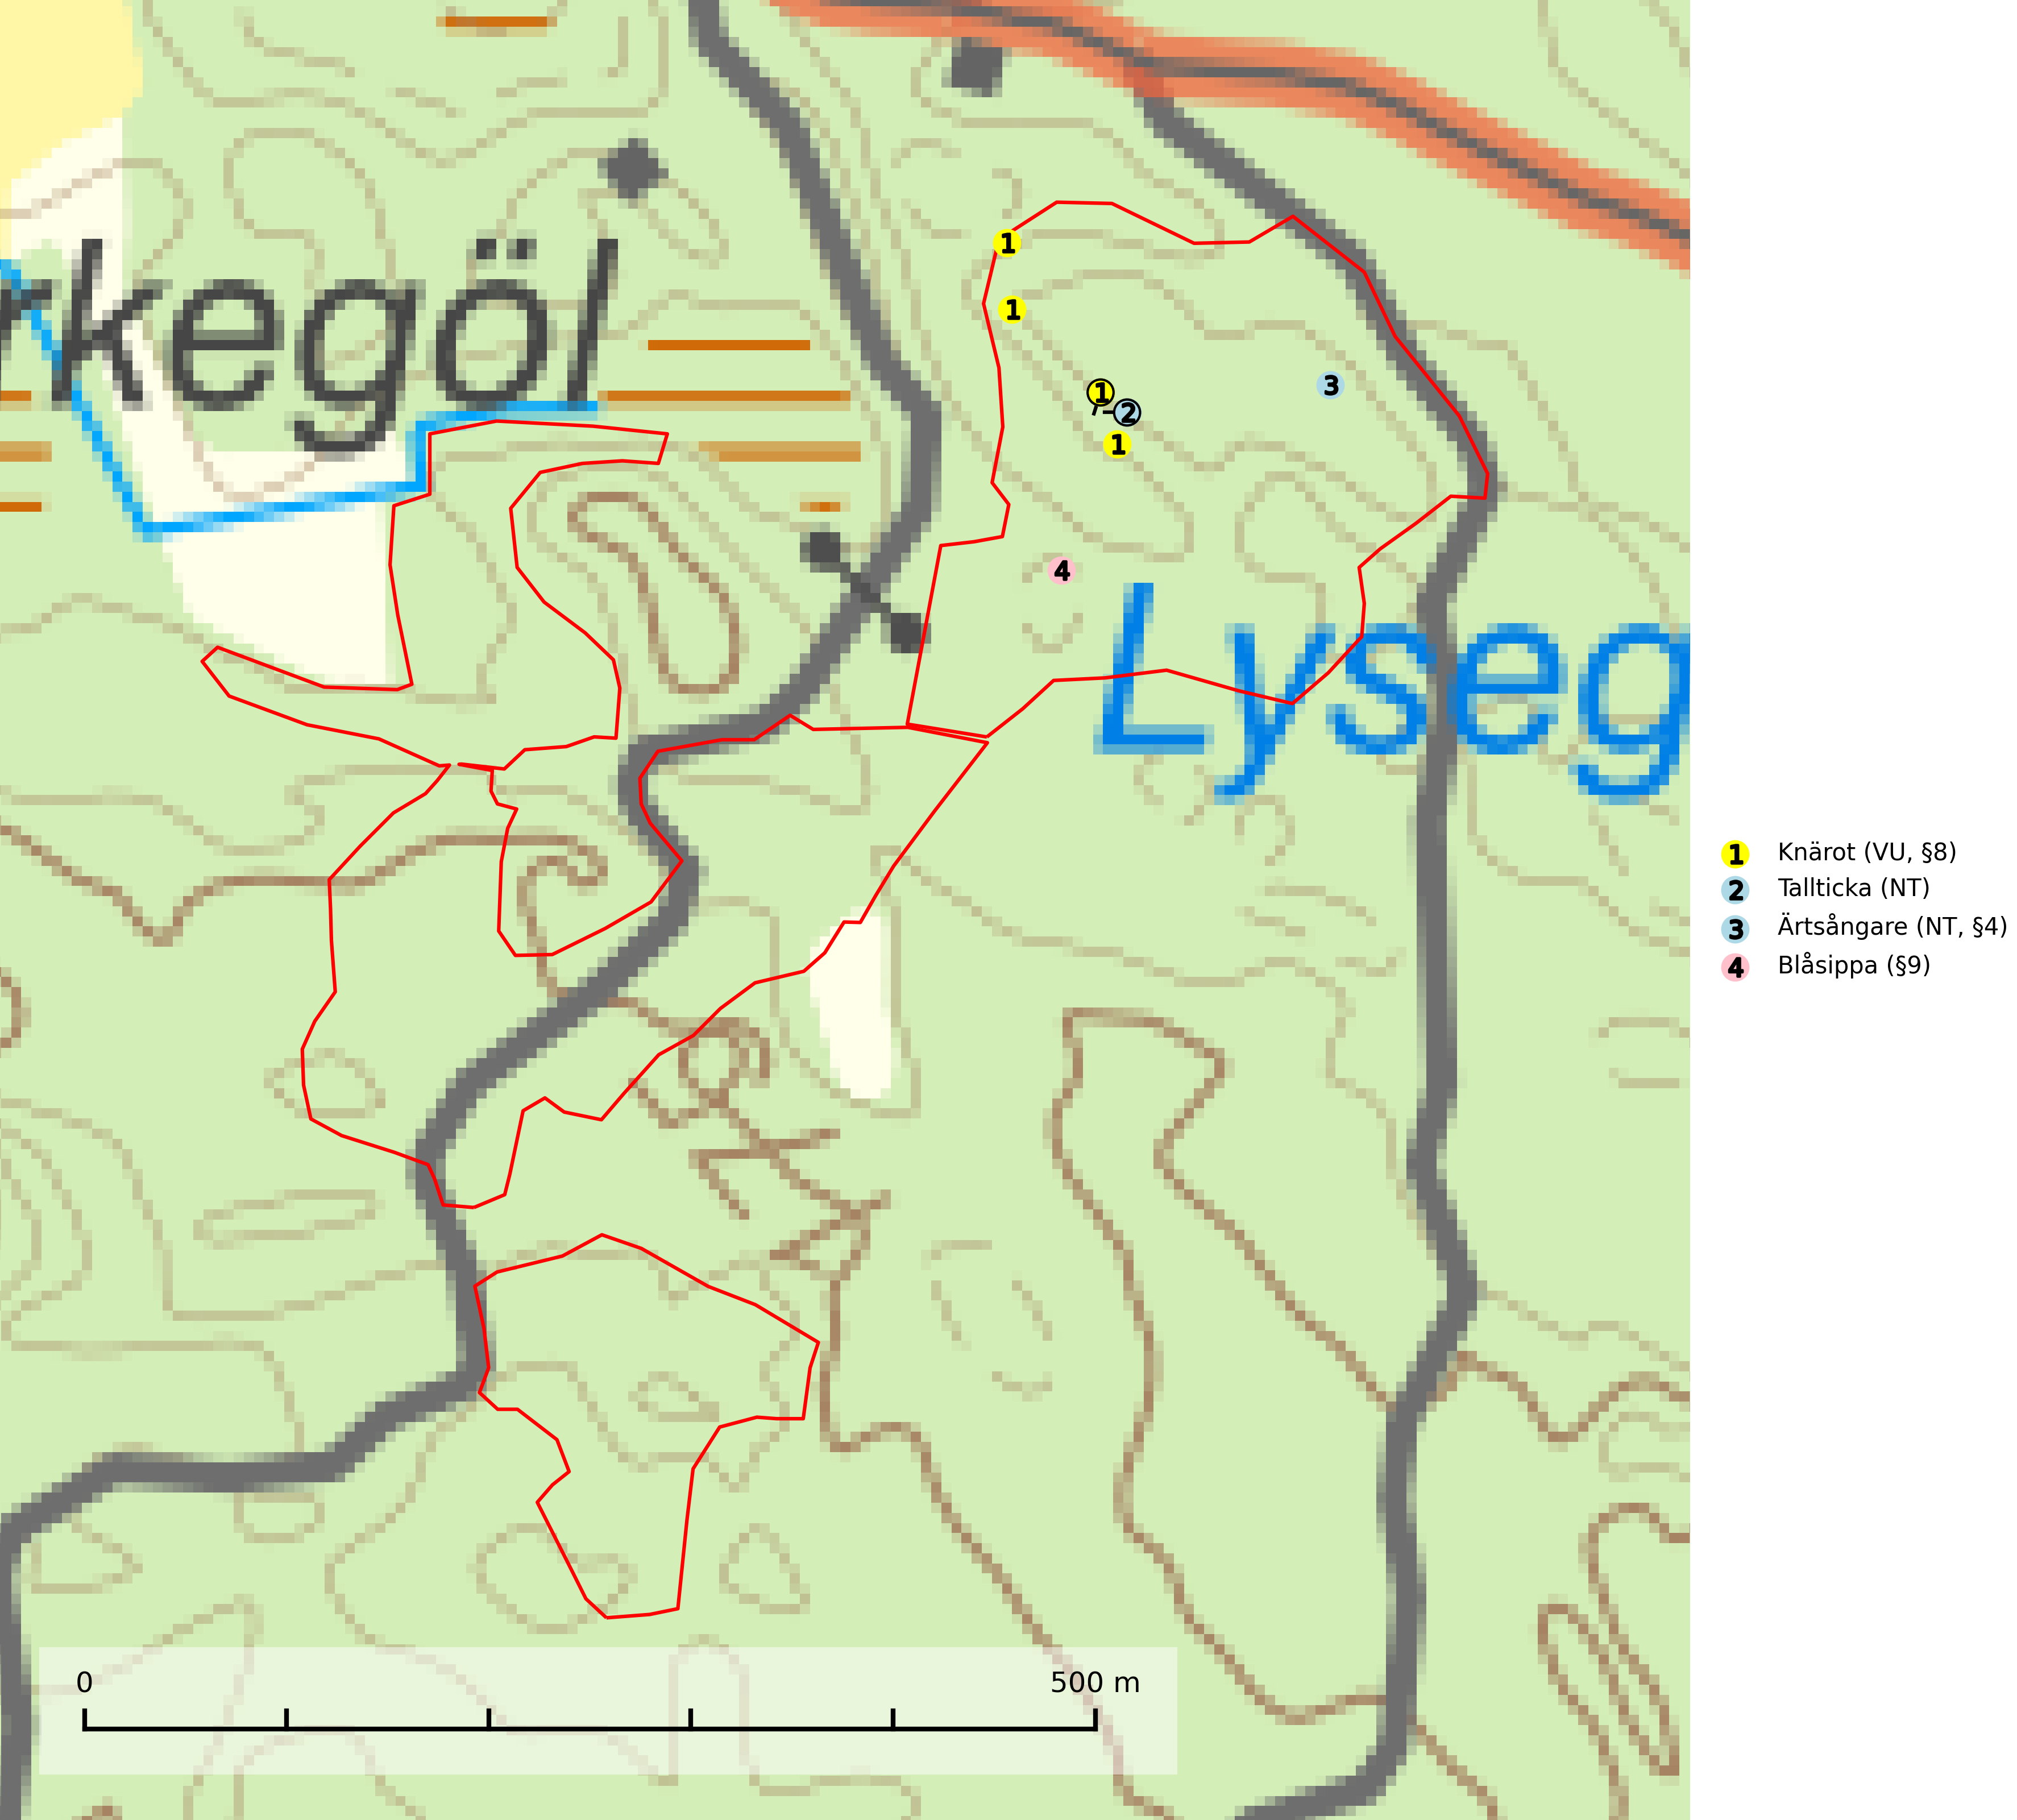 1
rkegöl
1
1
3
2
1
4
Lyseg
1 Knärot (VU, §8)
2 Tallticka (NT)
3 Ärtsångare (NT, §4)
4 Blåsippa (§9)
0 500 m